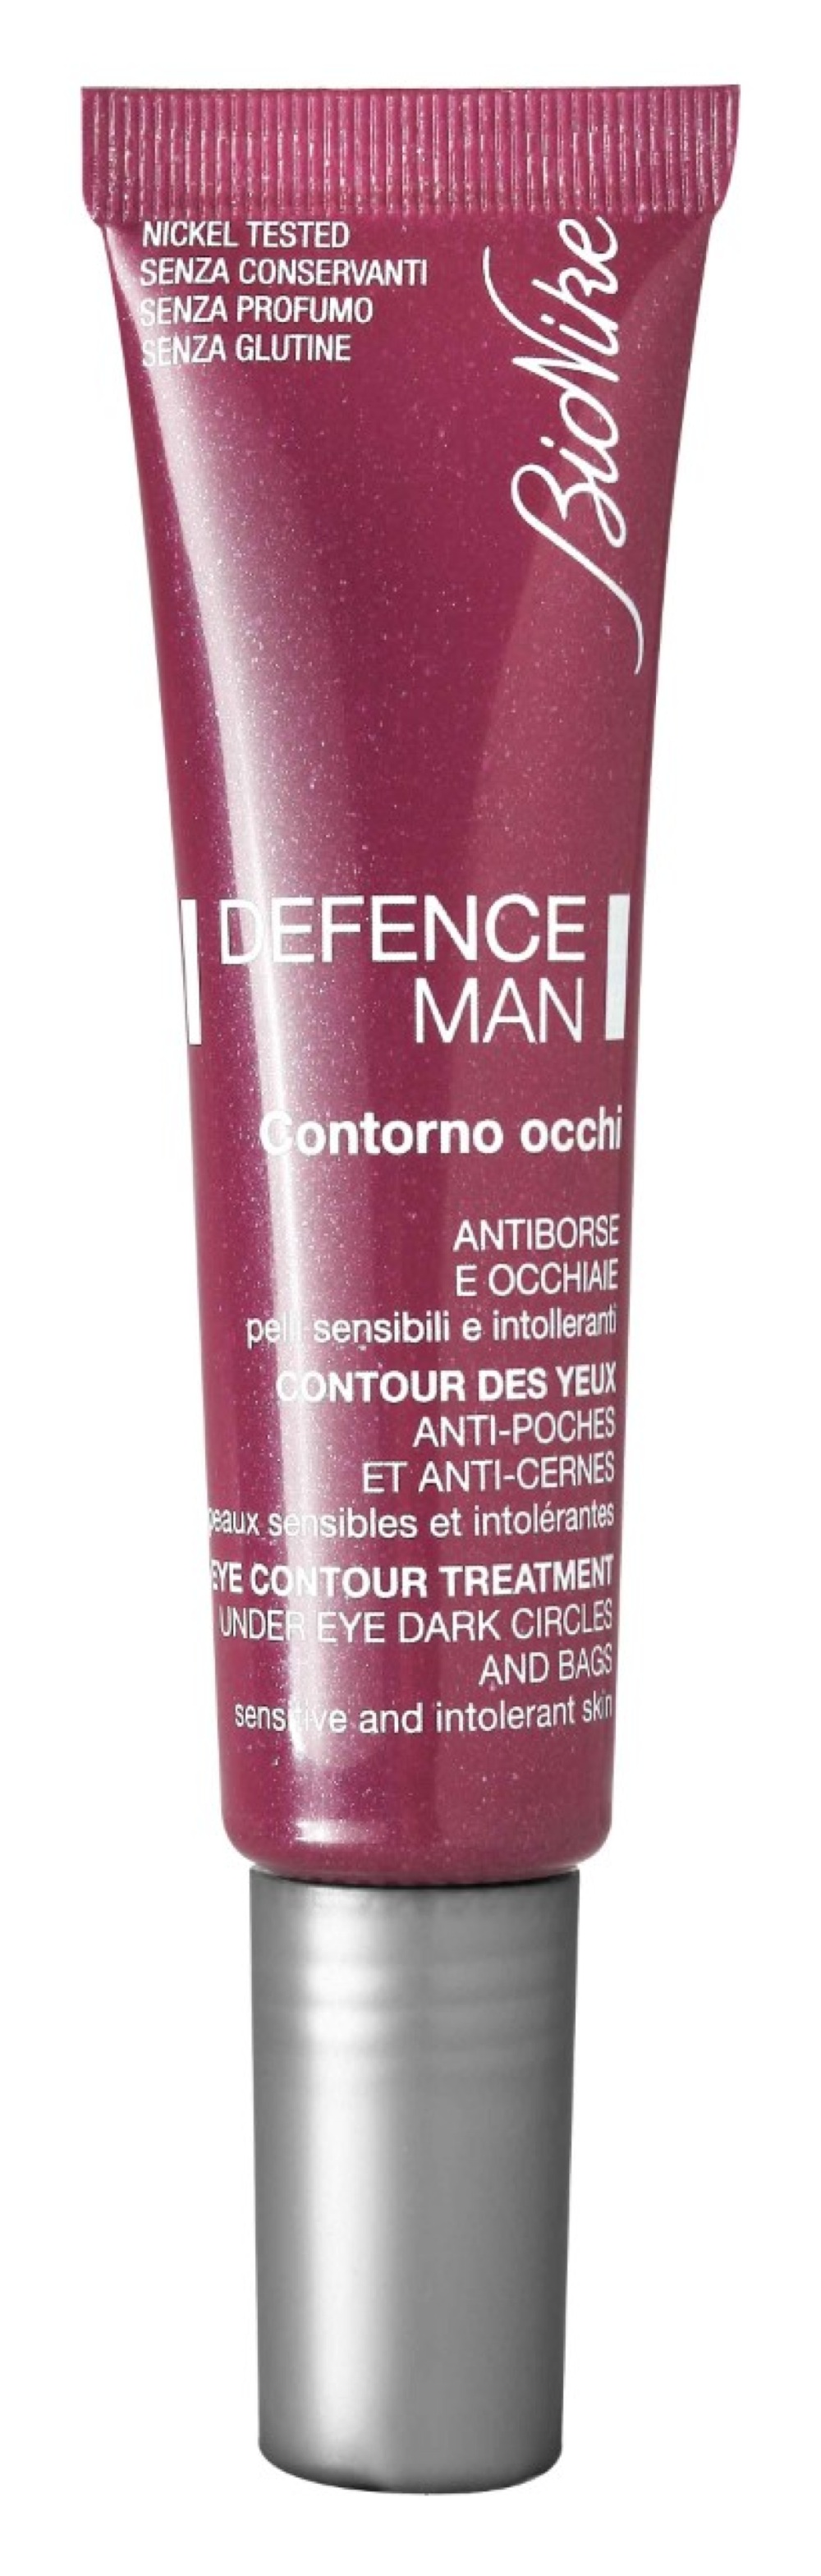 NICKEL TESTED
SENZA CONSERVANTI
SENZA PROFUMO
SENZA GLUTINE
BioNike
DEFENCE
MAN
Contorno occhi
ANTIBORSE
E OCCHIAIE
pelli sensibili e intolleranti
CONTOUR DES YEUX
ANTI-POCHES
ET ANTI-CERNES
peaux sensibles et intolérantes
EYE CONTOUR TREATMENT
UNDER EYE DARK CIRCLES
AND BAGS
sensitive and intolerant skin